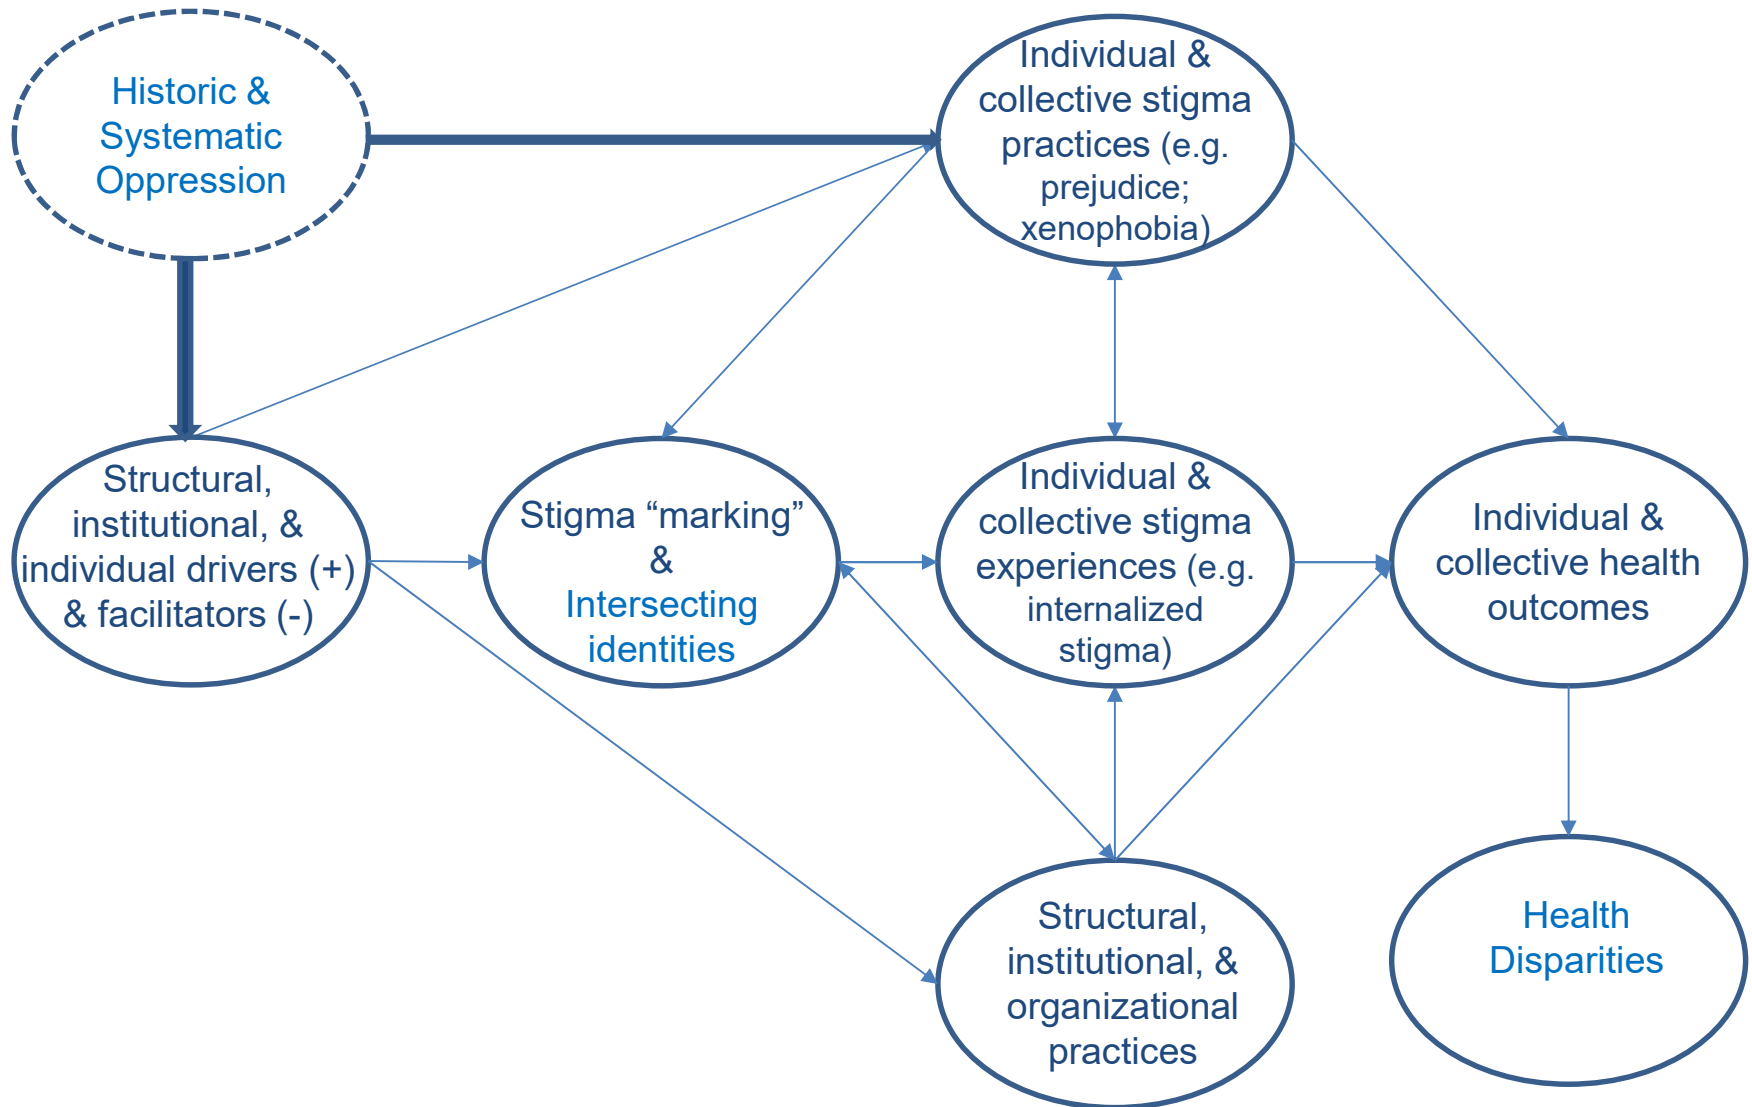 Historic &
Systematic
Oppression
Individual &
collective stigma
practices (e.g.
prejudice;
xenophobia)
Structural,
institutional, &
individual drivers (+)
& facilitators (-)
Stigma “marking”
&
Intersecting
identities
Individual &
collective stigma
experiences (e.g.
internalized
stigma)
Individual &
collective health
outcomes
Structural,
institutional, &
organizational
practices
Health
Disparities